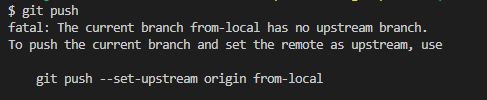 $ git push
fatal: The current branch from-local has no upstream branch.
To push the current branch and set the remote as upstream, use
git push --set-upstream origin from-local